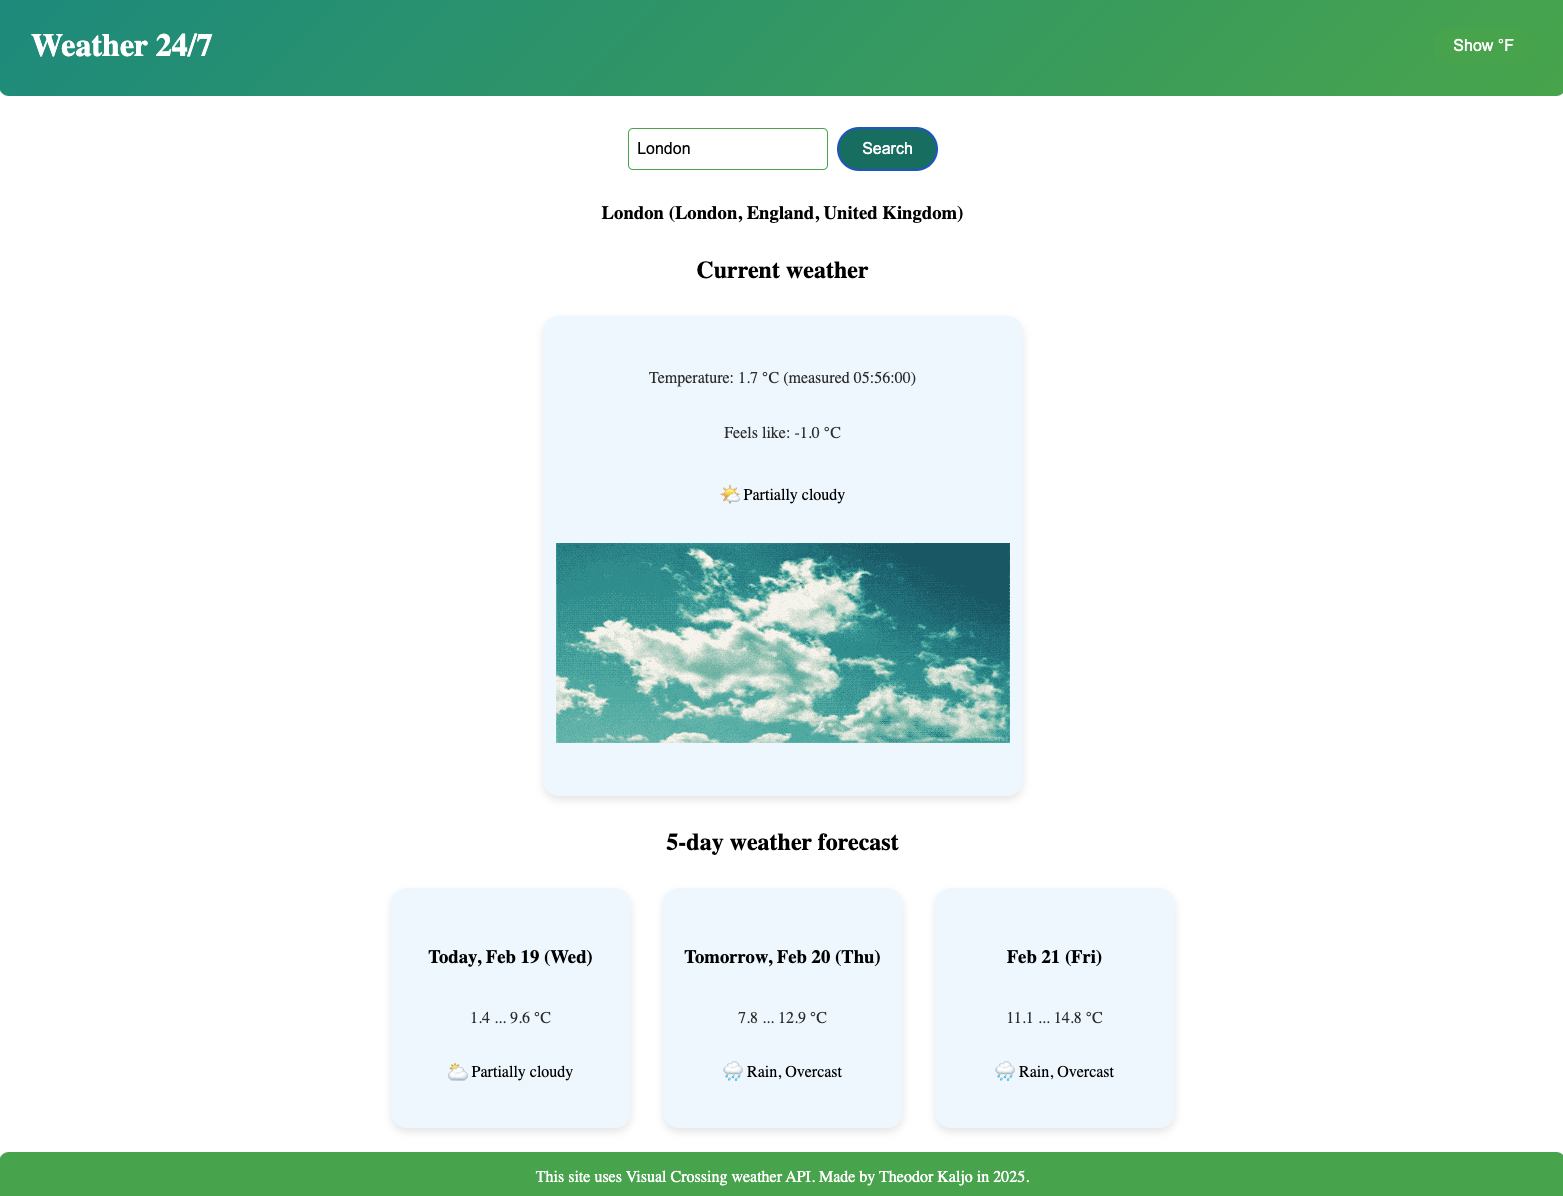 Weather 24/7
Show °F
London
Search
London (London, England, United Kingdom)
Current weather
Temperature: 1.7 °C (measured 05:56:00)
Feels like: -1.0 °C
Partially cloudy
5-day weather forecast
Today, Feb 19 (Wed)
1.4 ... 9.6 °C
Partially cloudy
Tomorrow, Feb 20 (Thu)
7.8 ... 12.9 °C
Rain, Overcast
Feb 21 (Fri)
11.1 ... 14.8 °C
Rain, Overcast
This site uses Visual Crossing weather API. Made by Theodor Kaljo in 2025.